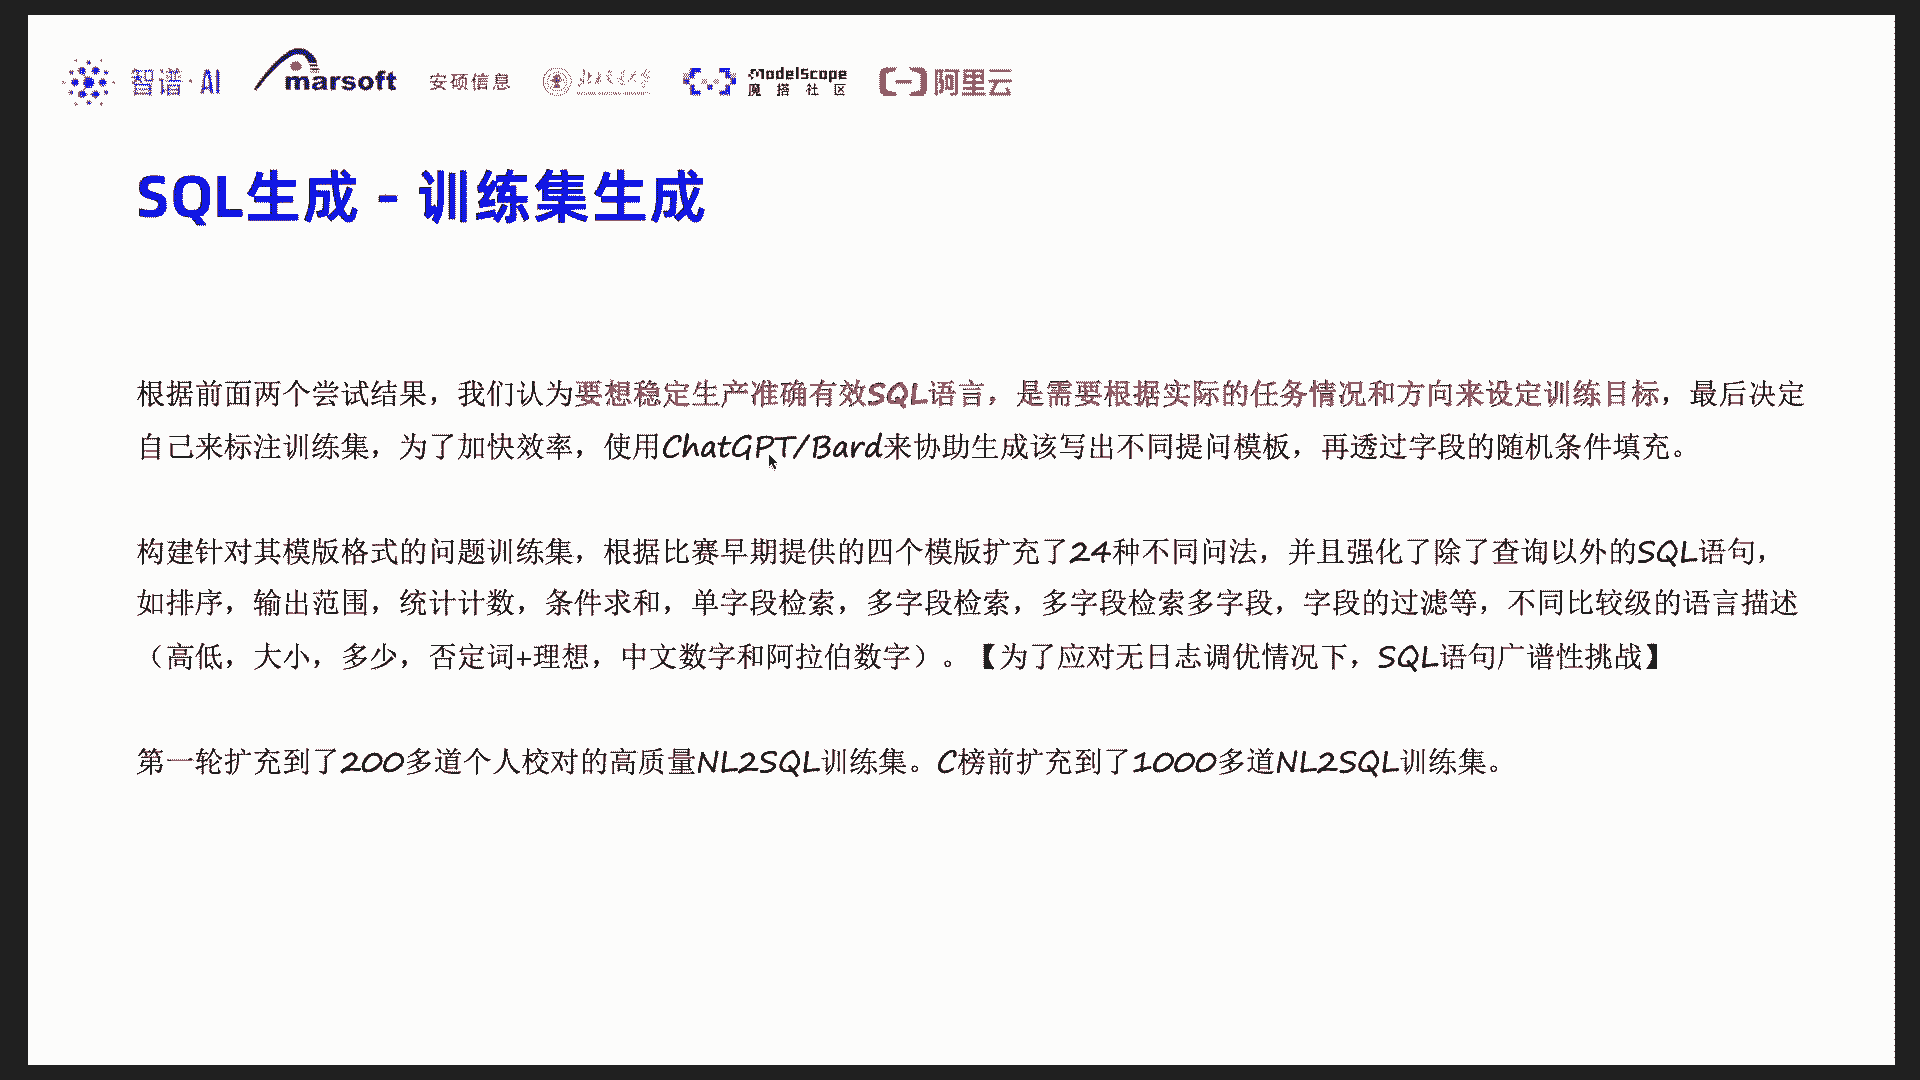 智谱·AI marsoft 安硕信息 北京交通大学 ModelScope 魔搭社区 阿里云
SQL生成 - 训练集生成
根据前面两个尝试结果，我们认为要想稳定生产准确有效SQL语言，是需要根据实际的任务情况和方向来设定训练目标，最后决定
自己来标注训练集，为了加快效率，使用ChatGPT/Bard来协助生成该写出不同提问模板，再透过字段的随机条件填充。
构建针对其模版格式的问题训练集，根据比赛早期提供的四个模版扩充了24种不同问法，并且强化了除了查询以外的SQL语句，
如排序，输出范围，统计计数，条件求和，单字段检索，多字段检索，多字段检索多字段，字段的过滤等，不同比较级的语言描述
（高低，大小，多少，否定词+理想，中文数字和阿拉伯数字）。【为了应对无日志调优情况下，SQL语句广谱性挑战】
第一轮扩充到了200多道个人校对的高质量NL2SQL训练集。C榜前扩充到了1000多道NL2SQL训练集。